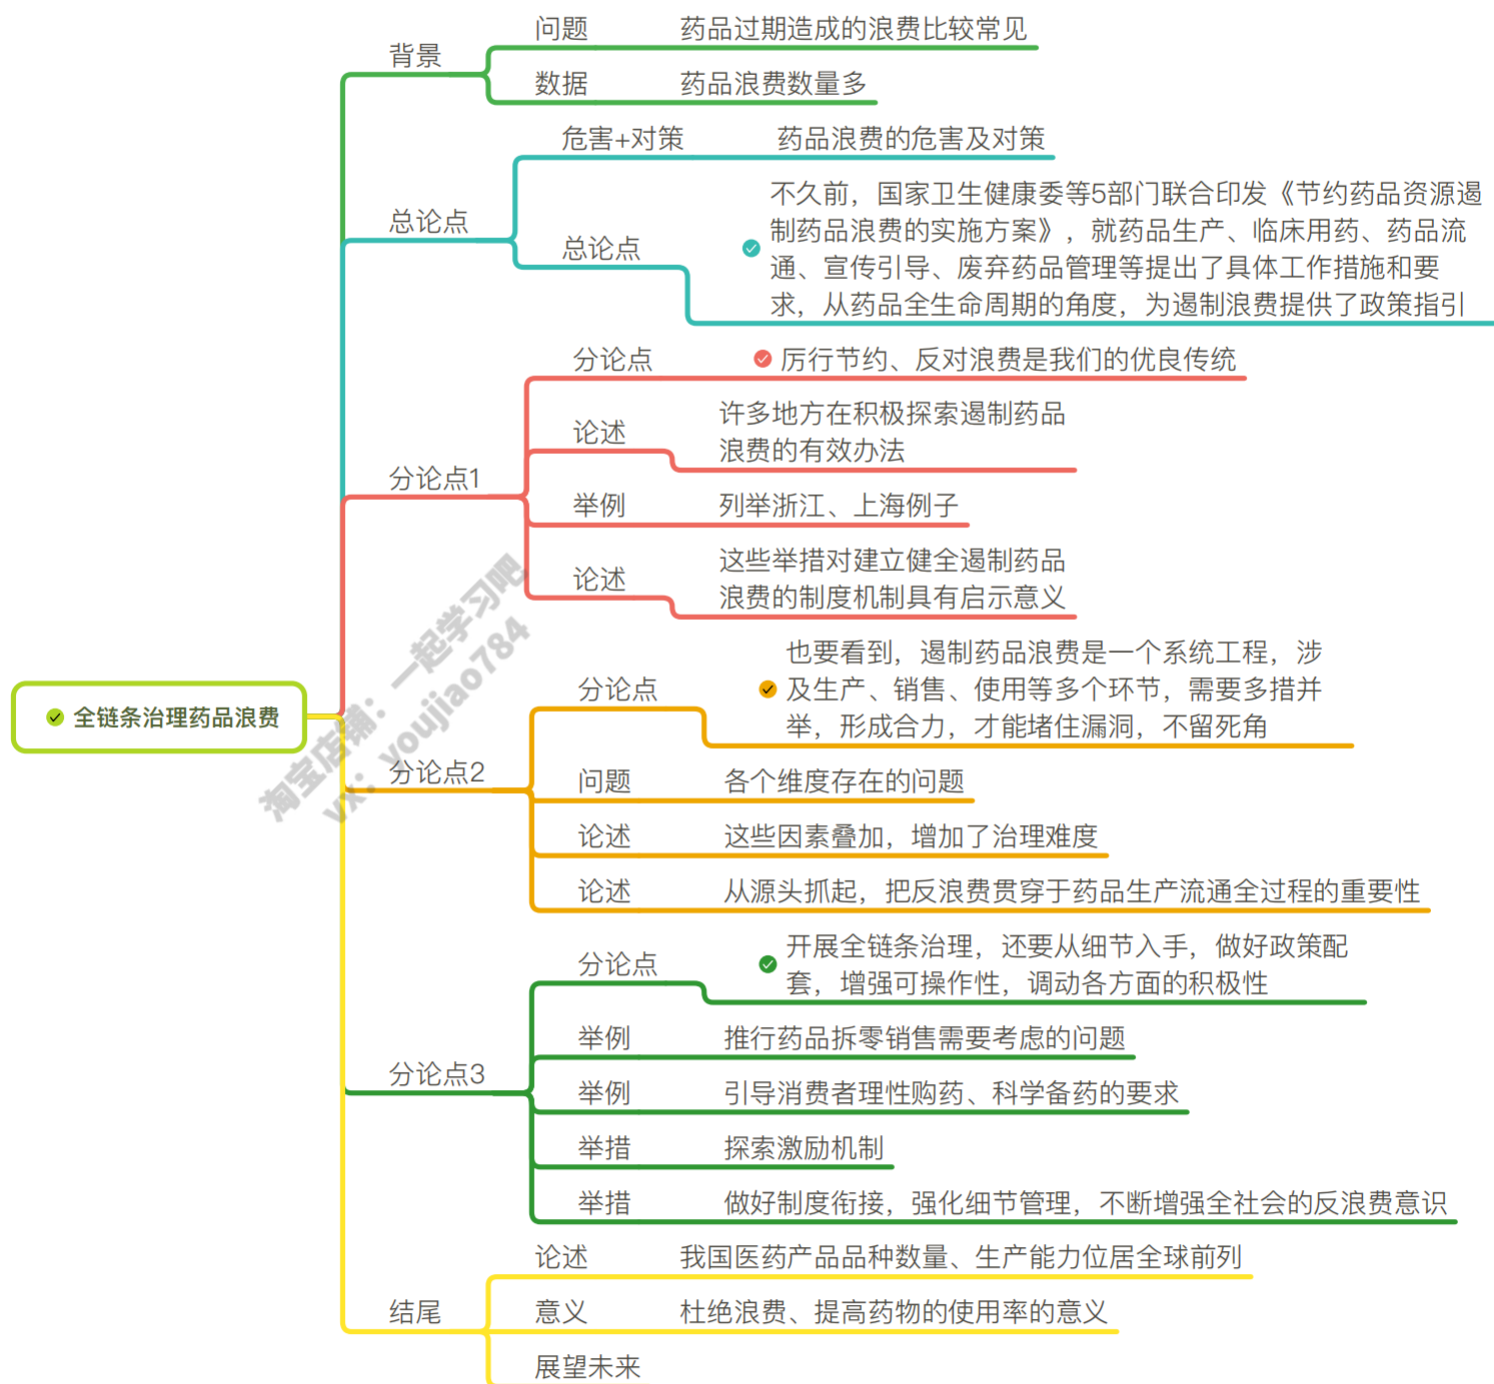 背景
问题
药品过期造成的浪费比较常见
数据
药品浪费数量多
总论点
危害+对策
药品浪费的危害及对策
总论点
不久前，国家卫生健康委等5部门联合印发《节约药品资源遏
制药品浪费的实施方案》，就药品生产、临床用药、药品流
通、宣传引导、废弃药品管理等提出了具体工作措施和要
求，从药品全生命周期的角度，为遏制浪费提供了政策指引
分论点1
分论点
厉行节约、反对浪费是我们的优良传统
论述
许多地方在积极探索遏制药品
浪费的有效办法
举例
列举浙江、上海例子
论述
这些举措对建立健全遏制药品
浪费的制度机制具有启示意义
全链条治理药品浪费
分论点2
分论点
也要看到，遏制药品浪费是一个系统工程，涉
及生产、销售、使用等多个环节，需要多措并
举，形成合力，才能堵住漏洞，不留死角
问题
各个维度存在的问题
论述
这些因素叠加，增加了治理难度
论述
从源头抓起，把反浪费贯穿于药品生产流通全过程的重要性
分论点3
分论点
开展全链条治理，还要从细节入手，做好政策配
套，增强可操作性，调动各方面的积极性
举例
推行药品拆零销售需要考虑的问题
举例
引导消费者理性购药、科学备药的要求
举措
探索激励机制
举措
做好制度衔接，强化细节管理，不断增强全社会的反浪费意识
结尾
论述
我国医药产品品种数量、生产能力位居全球前列
意义
杜绝浪费、提高药物的使用率的意义
展望未来
淘宝店铺：一起学习吧
vx：youjiao784